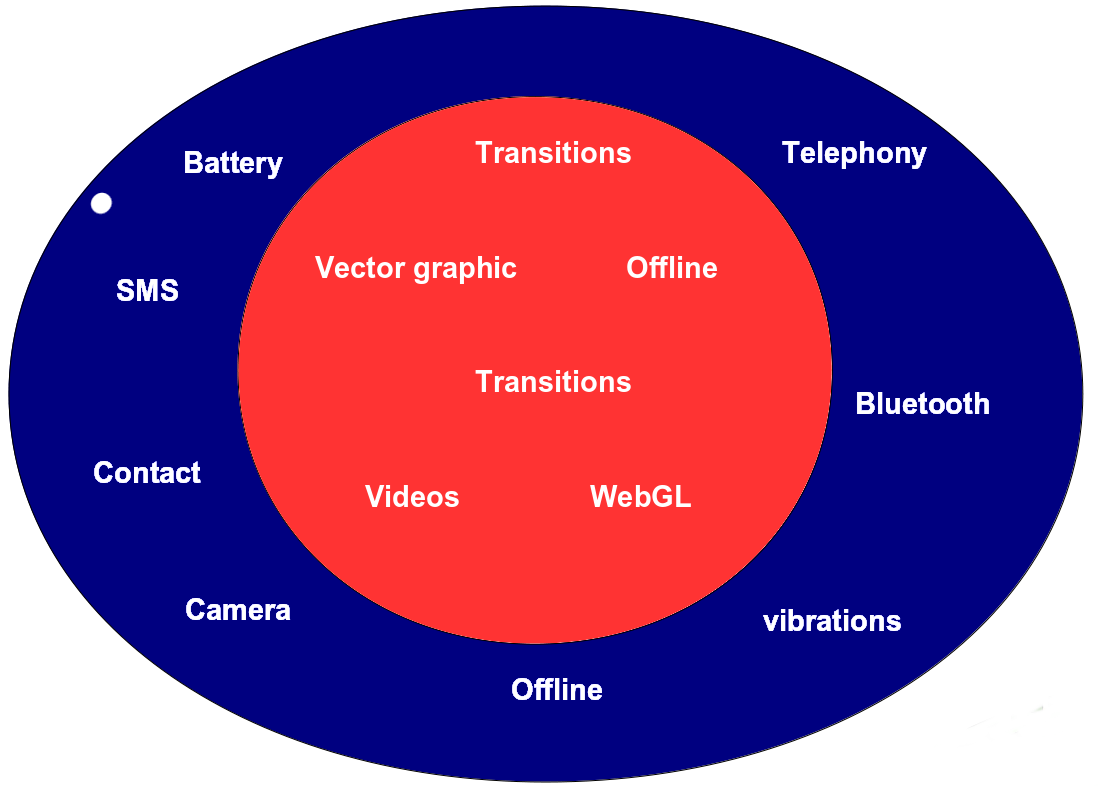 Transitions
Telephony
Battery
Vector graphic
Offline
SMS
Transitions
Bluetooth
Contact
Videos
WebGL
Camera
vibrations
Offline